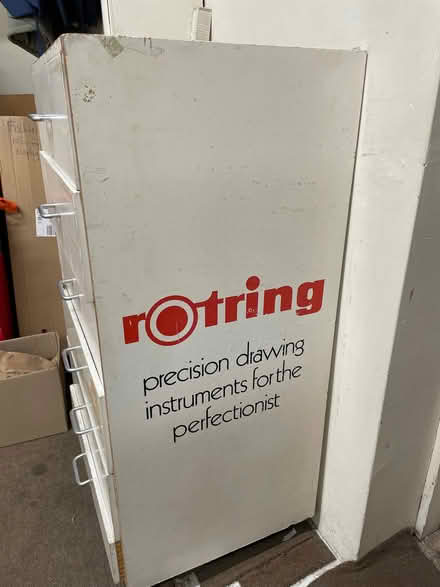 rotring
precision drawing
instruments for the
perfectionist